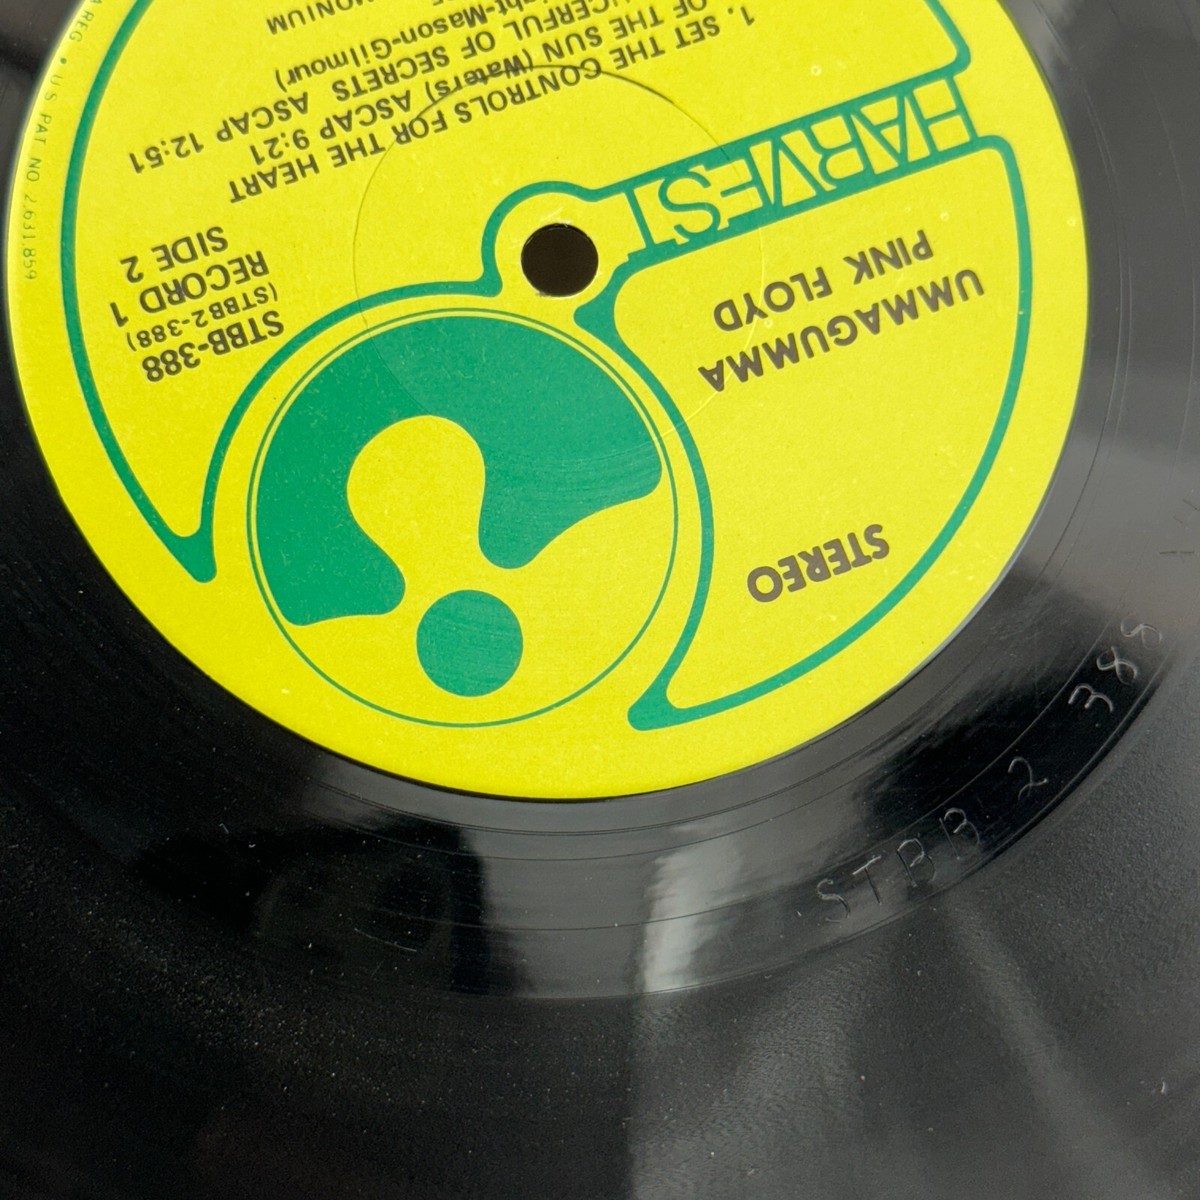 HARVEST
UMMAGUMMA
PINK FLOYD
STEREO
STBB-388
(STBB2-388)
RECORD 1
SIDE 2
1. SET THE CONTROLS FOR THE HEART
OF THE SUN (Waters) ASCAP 9:21
OF SECRETS ASCAP 12:51
-Mason-Gilmour)
REG. • U.S. PAT. NO. 2,631,859
STBB 2 388